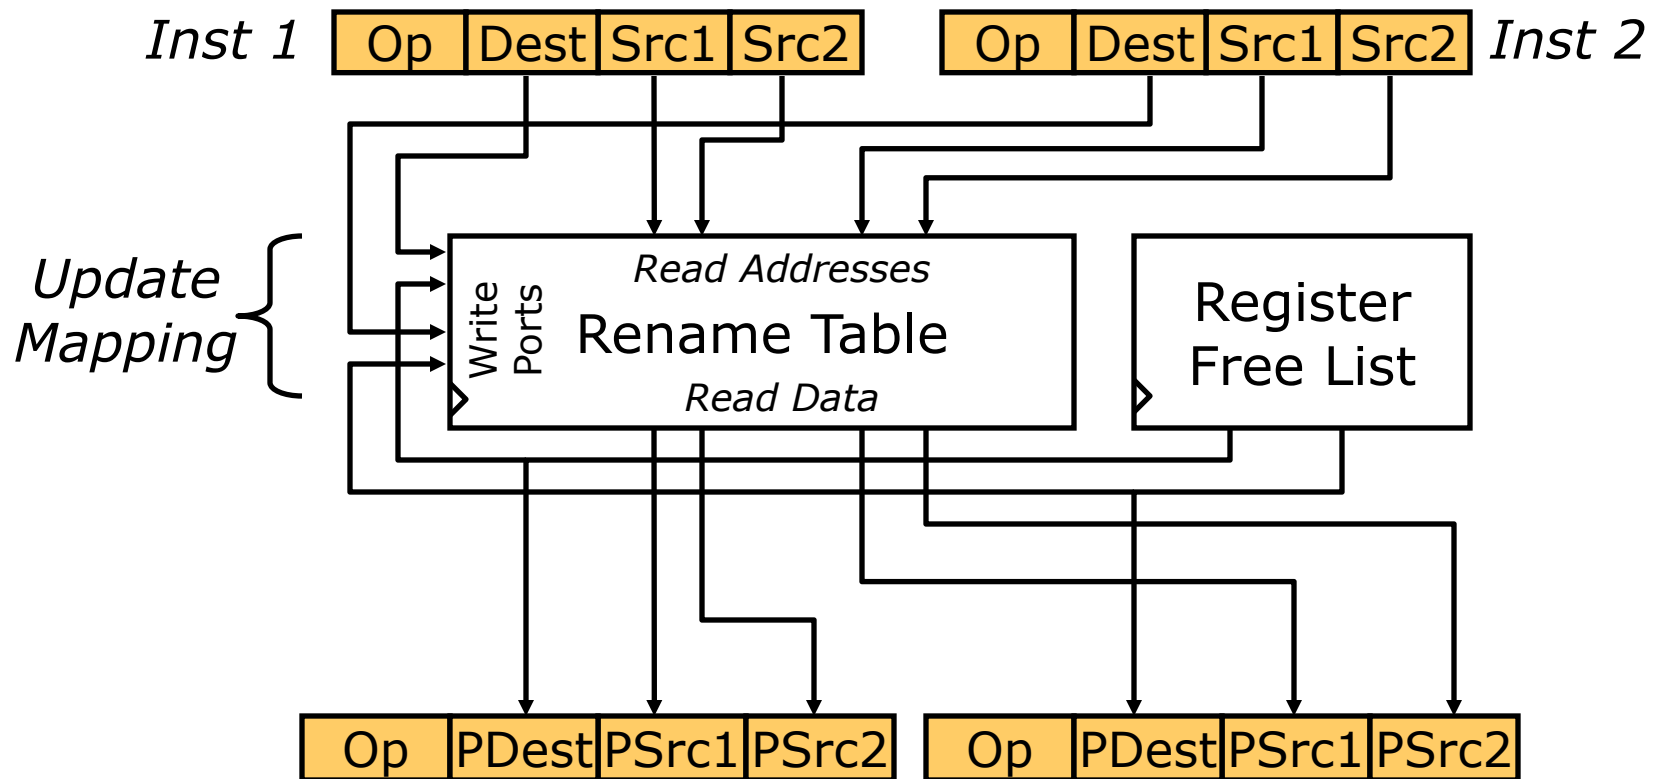 Inst 1 Op Dest Src1 Src2 Op Dest Src1 Src2 Inst 2
Update
Mapping
Write
Ports
Read Addresses
Rename Table
Read Data
Register
Free List
Op PDest PSrc1 PSrc2 Op PDest PSrc1 PSrc2